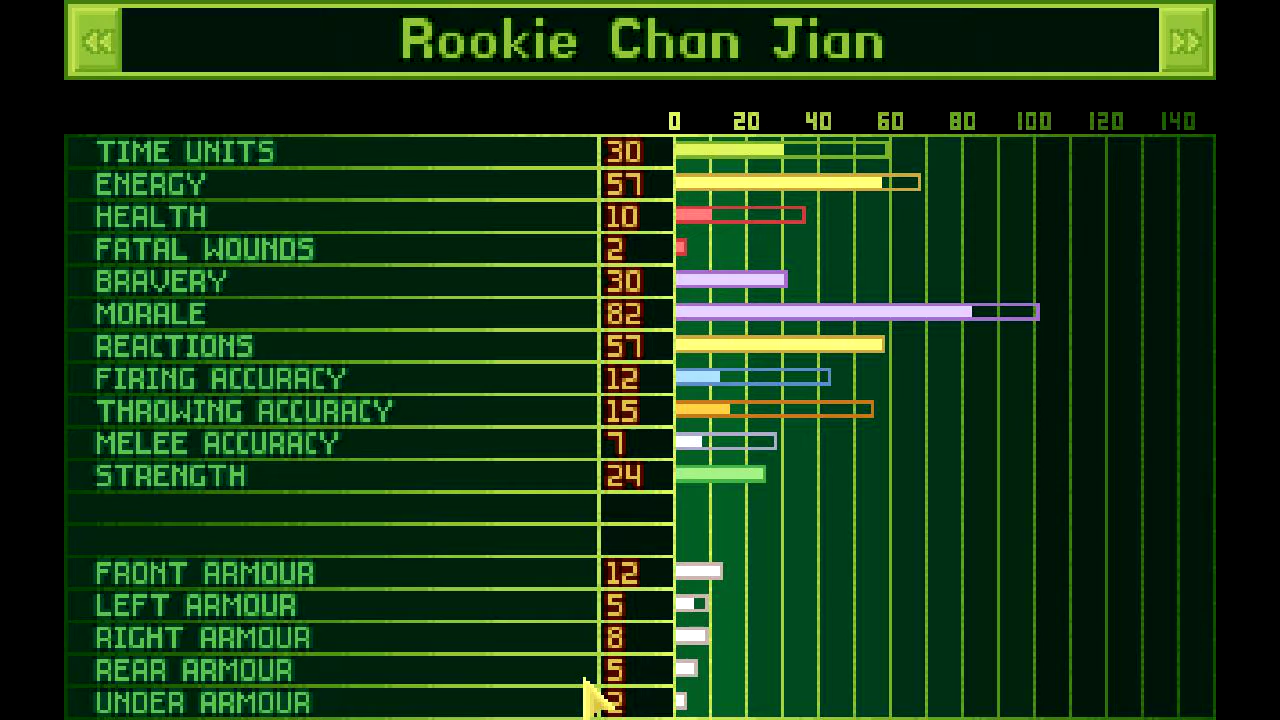 Rookie Chan Jian
0 20 40 60 80 100 120 140
TIME UNITS 30
ENERGY 57
HEALTH 10
FATAL WOUNDS 2
BRAVERY 30
MORALE 82
REACTIONS 57
FIRING ACCURACY 12
THROWING ACCURACY 15
MELEE ACCURACY 7
STRENGTH 24
FRONT ARMOUR 12
LEFT ARMOUR 5
RIGHT ARMOUR 8
REAR ARMOUR 5
UNDER ARMOUR 2